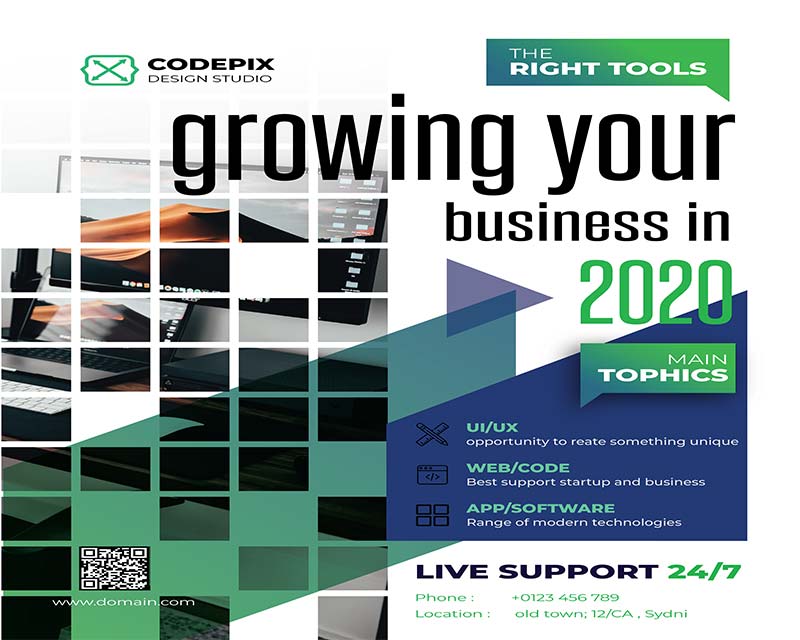 CODEPIX
DESIGN STUDIO
THE
RIGHT TOOLS
growing your
business in
2020
MAIN
TOPHICS
UI/UX
opportunity to reate something unique
WEB/CODE
Best support startup and business
APP/SOFTWARE
Range of modern technologies
LIVE SUPPORT 24/7
Phone : +0123 456 789
Location : old town; 12/CA , Sydni
www.domain.com